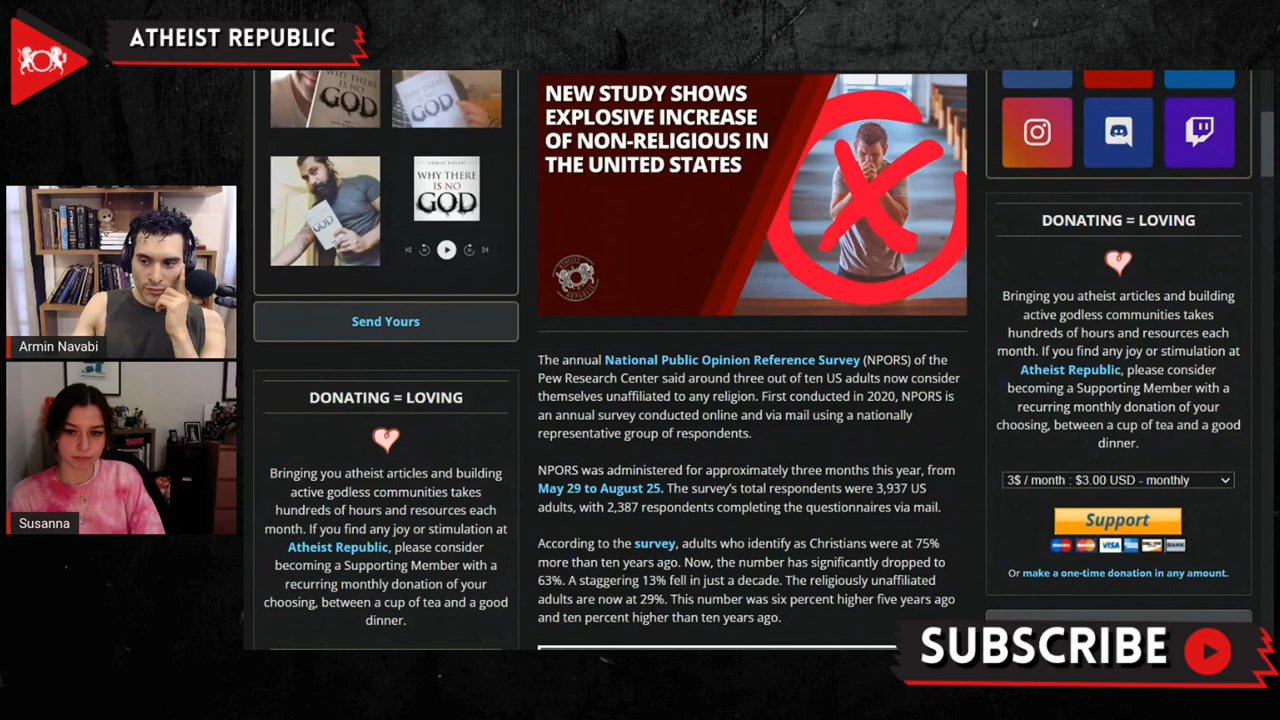 ATHEIST REPUBLIC
Armin Navabi
Susanna
WHY THERE
IS NO
GOD
WHY THERE
IS NO
GOD
ARMIN NAVABI
WHY THERE
IS NO
GOD
Send Yours
DONATING = LOVING
Bringing you atheist articles and building
active godless communities takes
hundreds of hours and resources each
month. If you find any joy or stimulation at
Atheist Republic, please consider
becoming a Supporting Member with a
recurring monthly donation of your
choosing, between a cup of tea and a good
dinner.
NEW STUDY SHOWS
EXPLOSIVE INCREASE
OF NON-RELIGIOUS IN
THE UNITED STATES
The annual National Public Opinion Reference Survey (NPORS) of the
Pew Research Center said around three out of ten US adults now consider
themselves unaffiliated to any religion. First conducted in 2020, NPORS is
an annual survey conducted online and via mail using a nationally
representative group of respondents.
NPORS was administered for approximately three months this year, from
May 29 to August 25. The survey's total respondents were 3,937 US
adults, with 2,387 respondents completing the questionnaires via mail.
According to the survey, adults who identify as Christians were at 75%
more than ten years ago. Now, the number has significantly dropped to
63%. A staggering 13% fell in just a decade. The religiously unaffiliated
adults are now at 29%. This number was six percent higher five years ago
and ten percent higher than ten years ago.
DONATING = LOVING
Bringing you atheist articles and building
active godless communities takes
hundreds of hours and resources each
month. If you find any joy or stimulation at
Atheist Republic, please consider
becoming a Supporting Member with a
recurring monthly donation of your
choosing, between a cup of tea and a good
dinner.
3$ / month : $3.00 USD - monthly
Support
VISA
BANK
Or make a one-time donation in any amount.
SUBSCRIBE